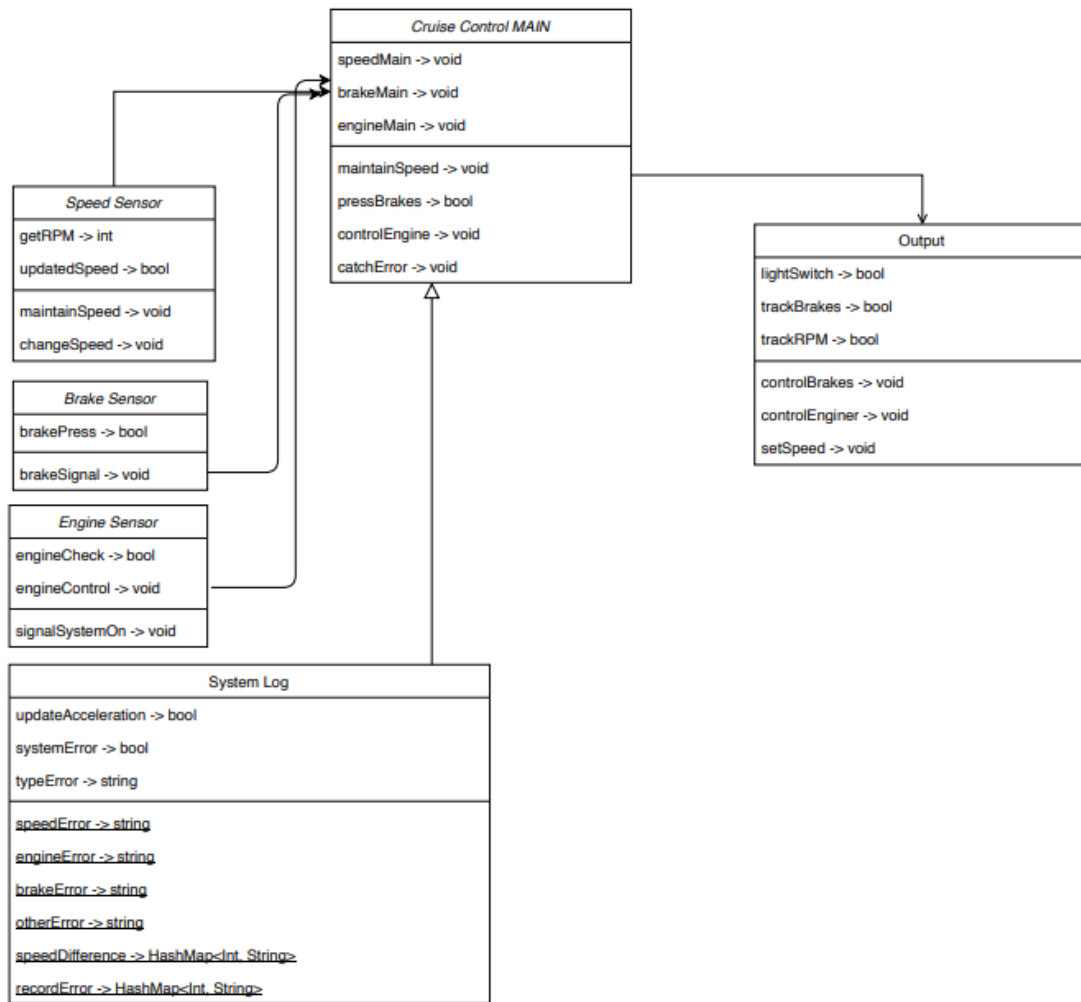 Cruise Control MAIN
speedMain -> void
brakeMain -> void
engineMain -> void
maintainSpeed -> void
pressBrakes -> bool
controlEngine -> void
catchError -> void
Speed Sensor
getRPM -> int
updatedSpeed -> bool
maintainSpeed -> void
changeSpeed -> void
Output
lightSwitch -> bool
trackBrakes -> bool
trackRPM -> bool
controlBrakes -> void
controlEnginer -> void
setSpeed -> void
Brake Sensor
brakePress -> bool
brakeSignal -> void
Engine Sensor
engineCheck -> bool
engineControl -> void
signalSystemOn -> void
System Log
updateAcceleration -> bool
systemError -> bool
typeError -> string
speedError -> string
engineError -> string
brakeError -> string
otherError -> string
speedDifference -> HashMap<Int, String>
recordError -> HashMap<Int, String>